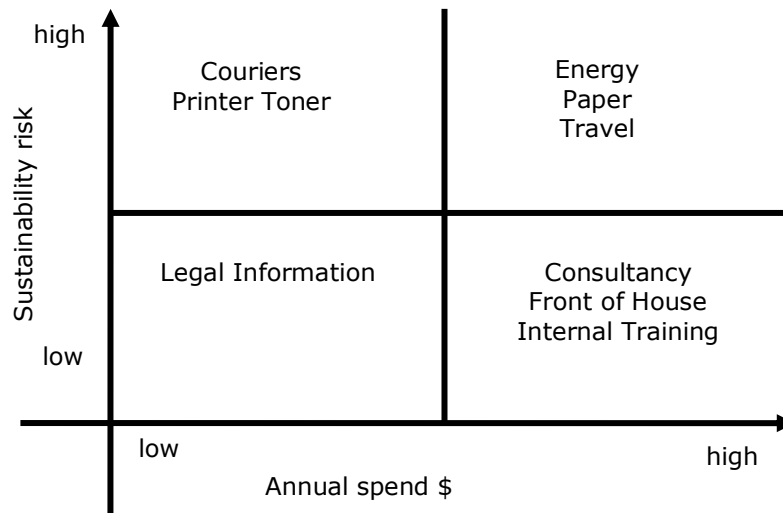 high
Couriers
Printer Toner
Energy
Paper
Travel
Sustainability risk
Legal Information
Consultancy
Front of House
Internal Training
low
low
high
Annual spend $